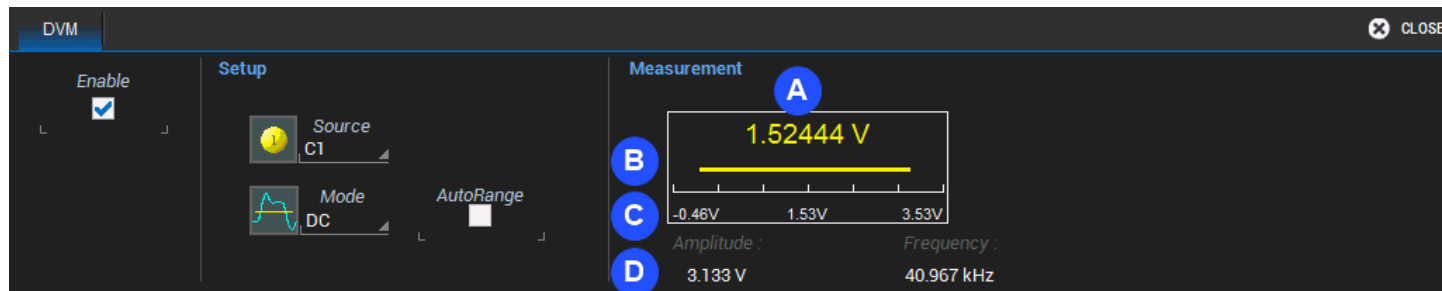 DVM
CLOSE
Enable
Setup
Source
1
C1
Mode
DC
AutoRange
Measurement
A
1.52444 V
B
C
-0.46V 1.53V 3.53V
Amplitude : Frequency :
D
3.133 V 40.967 kHz